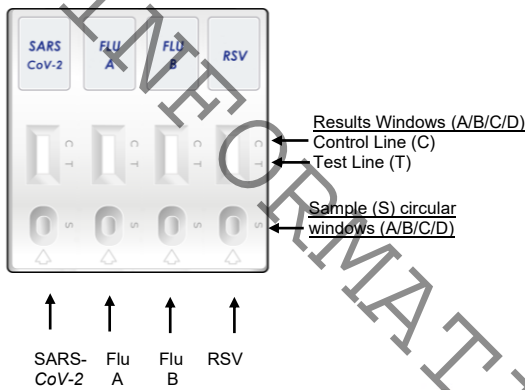 SARS
CoV-2
FLU
A
FLU
B
RSV
C T
C T
C T
C T
S
S
S
S
Results Windows (A/B/C/D)
Control Line (C)
Test Line (T)
Sample (S) circular
windows (A/B/C/D)
SARS-
CoV-2
Flu
A
Flu
B
RSV
INFORMATI